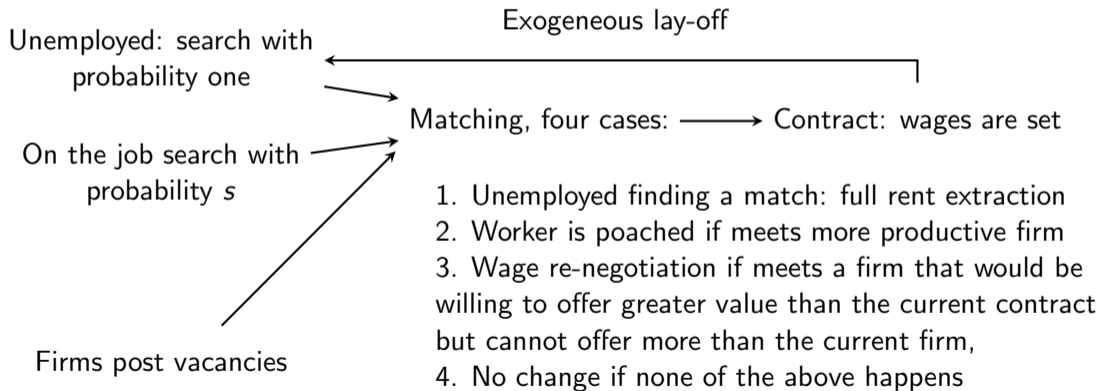 Exogeneous lay-off
Unemployed: search with
probability one
Matching, four cases:
Contract: wages are set
On the job search with
probability s
1. Unemployed finding a match: full rent extraction
2. Worker is poached if meets more productive firm
3. Wage re-negotiation if meets a firm that would be
willing to offer greater value than the current contract
but cannot offer more than the current firm,
4. No change if none of the above happens
Firms post vacancies